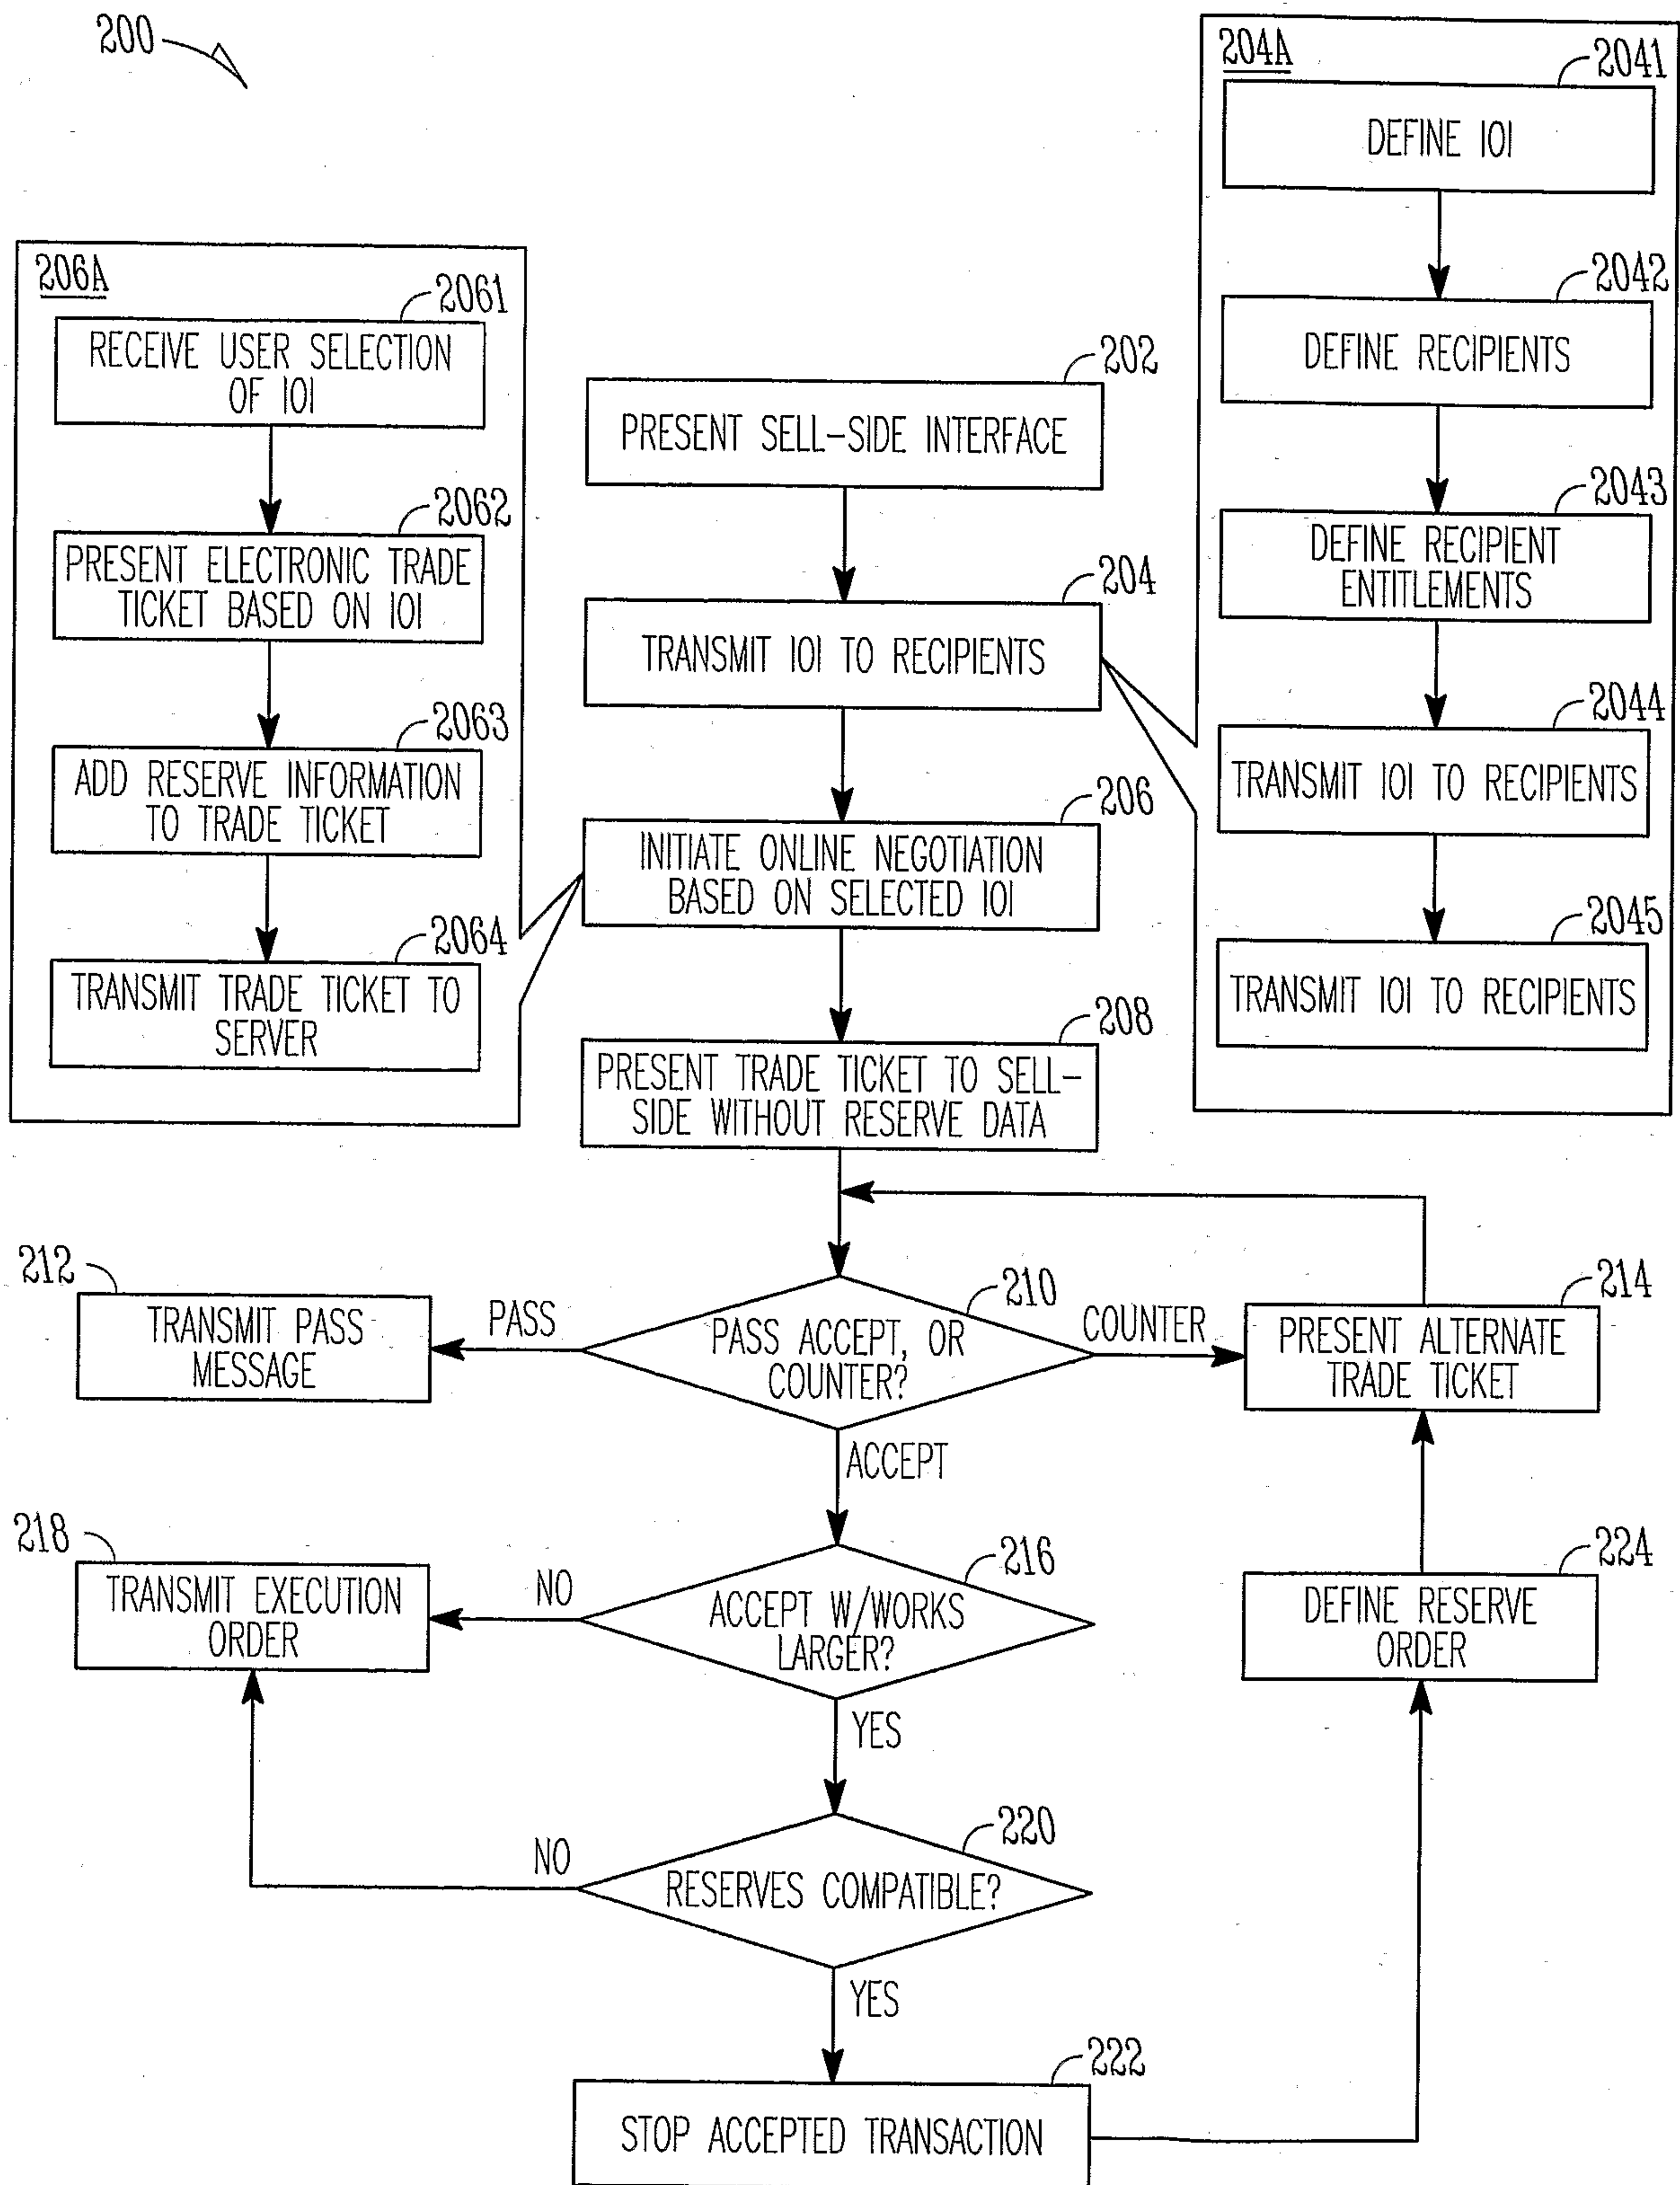 200
204A
2041
DEFINE IOI
2042
DEFINE RECIPIENTS
2043
DEFINE RECIPIENT
ENTITLEMENTS
2044
TRANSMIT IOI TO RECIPIENTS
2045
TRANSMIT IOI TO RECIPIENTS
206A
2061
RECEIVE USER SELECTION
OF IOI
2062
PRESENT ELECTRONIC TRADE
TICKET BASED ON IOI
2063
ADD RESERVE INFORMATION
TO TRADE TICKET
2064
TRANSMIT TRADE TICKET TO
SERVER
202
PRESENT SELL-SIDE INTERFACE
204
TRANSMIT IOI TO RECIPIENTS
206
INITIATE ONLINE NEGOTIATION
BASED ON SELECTED IOI
208
PRESENT TRADE TICKET TO SELL-
SIDE WITHOUT RESERVE DATA
210
PASS ACCEPT, OR
COUNTER?
PASS
212
TRANSMIT PASS
MESSAGE
COUNTER
214
PRESENT ALTERNATE
TRADE TICKET
ACCEPT
216
ACCEPT W/WORKS
LARGER?
NO
218
TRANSMIT EXECUTION
ORDER
YES
220
RESERVES COMPATIBLE?
NO
YES
222
STOP ACCEPTED TRANSACTION
224
DEFINE RESERVE
ORDER